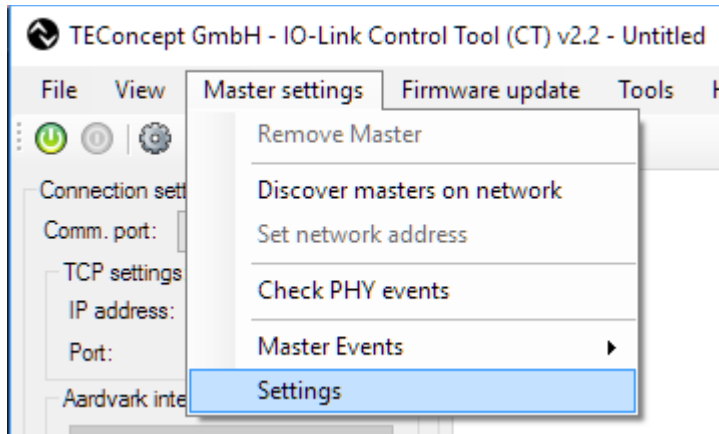 TEConcept GmbH - IO-Link Control Tool (CT) v2.2 - Untitled
File View Master settings Firmware update Tools
Remove Master
Connection sett
Discover masters on network
Comm. port:
Set network address
TCP settings
Check PHY events
IP address:
Port:
Master Events
Aardvark inte
Settings